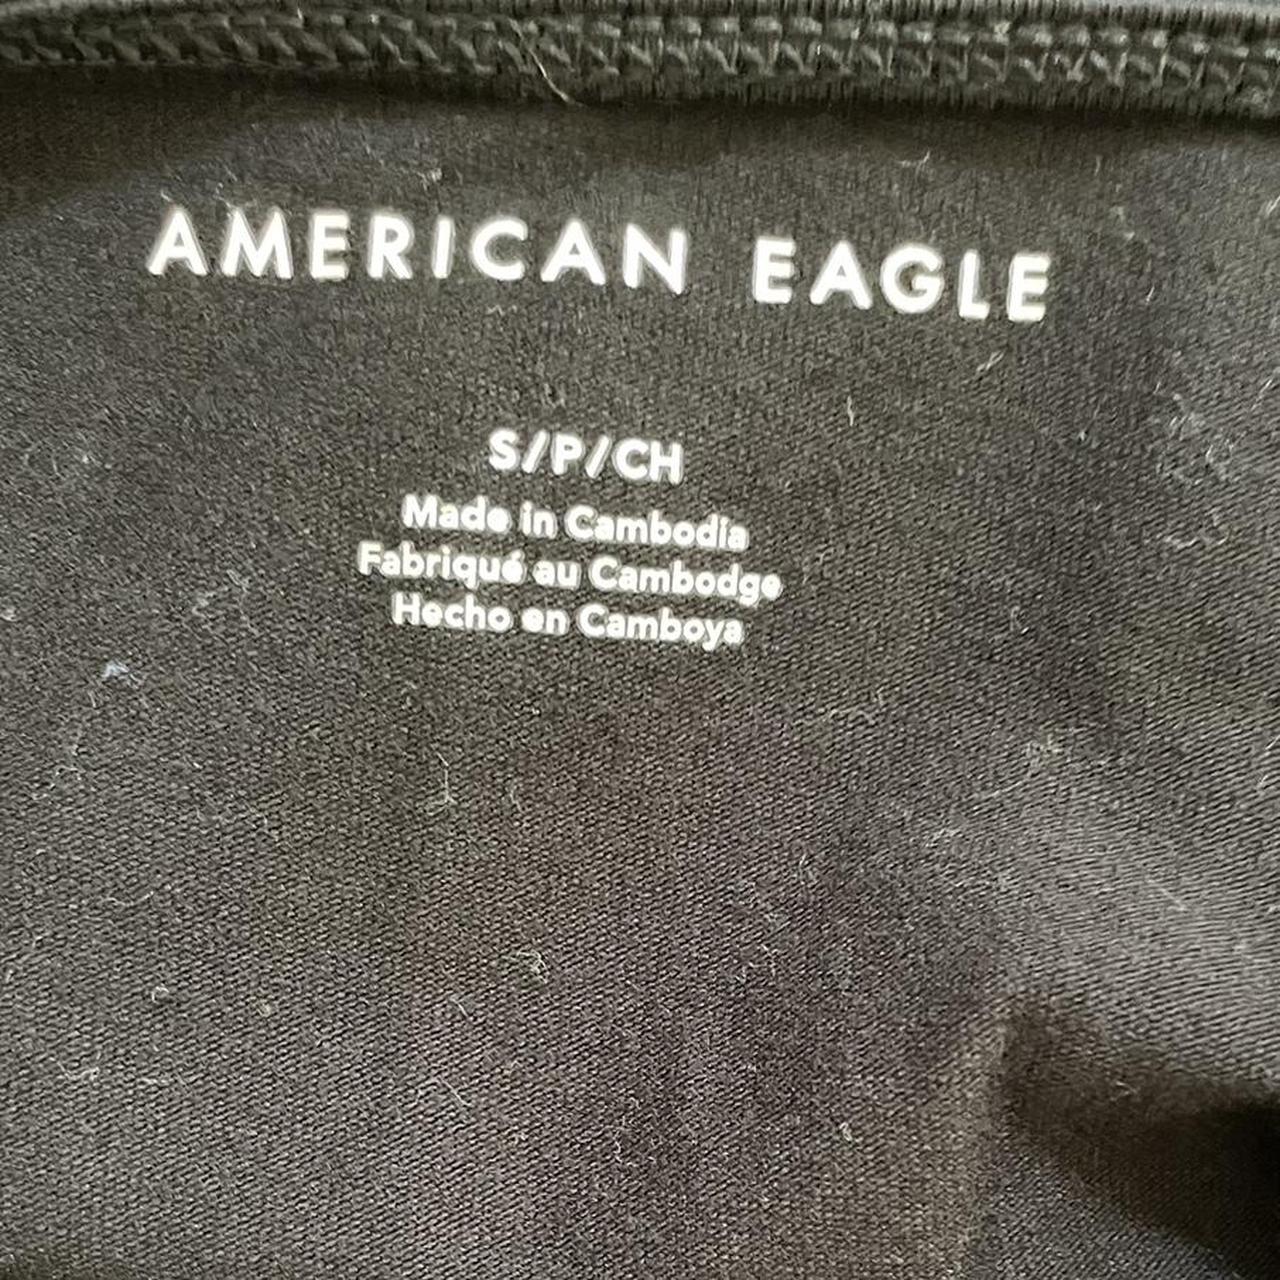 AMERICAN EAGLE
S/P/CH
Made in Cambodia
Fabriqué au Cambodge
Hecho en Camboya